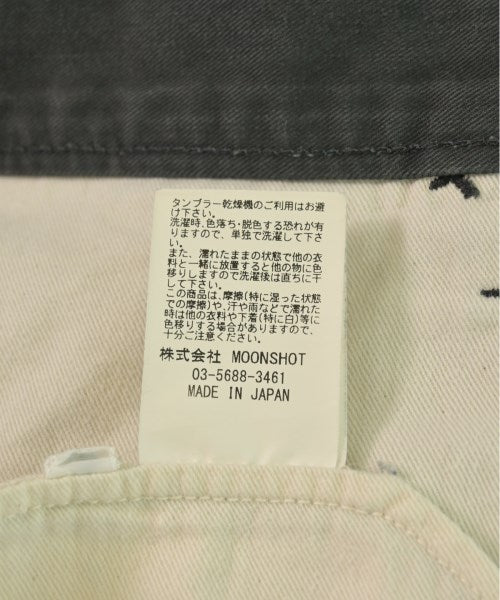 タンブラー乾燥機のご利用はお避
け下さい。
洗濯時、色落ち・脱色する恐れが有
りますので、単独で洗濯して下さ
い。
また、濡れたままの状態で他の衣
料と一緒に放置すると他の物に色
移りしますので洗濯後は直ちに干
して下さい。
この商品は、摩擦(特に湿った状態
での摩擦)や、汗や雨などで濡れた
時は他の衣料や下着(特に白)等に
色移りする場合がありますので、
十分ご注意ください。
株式会社 MOONSHOT
03-5688-3461
MADE IN JAPAN